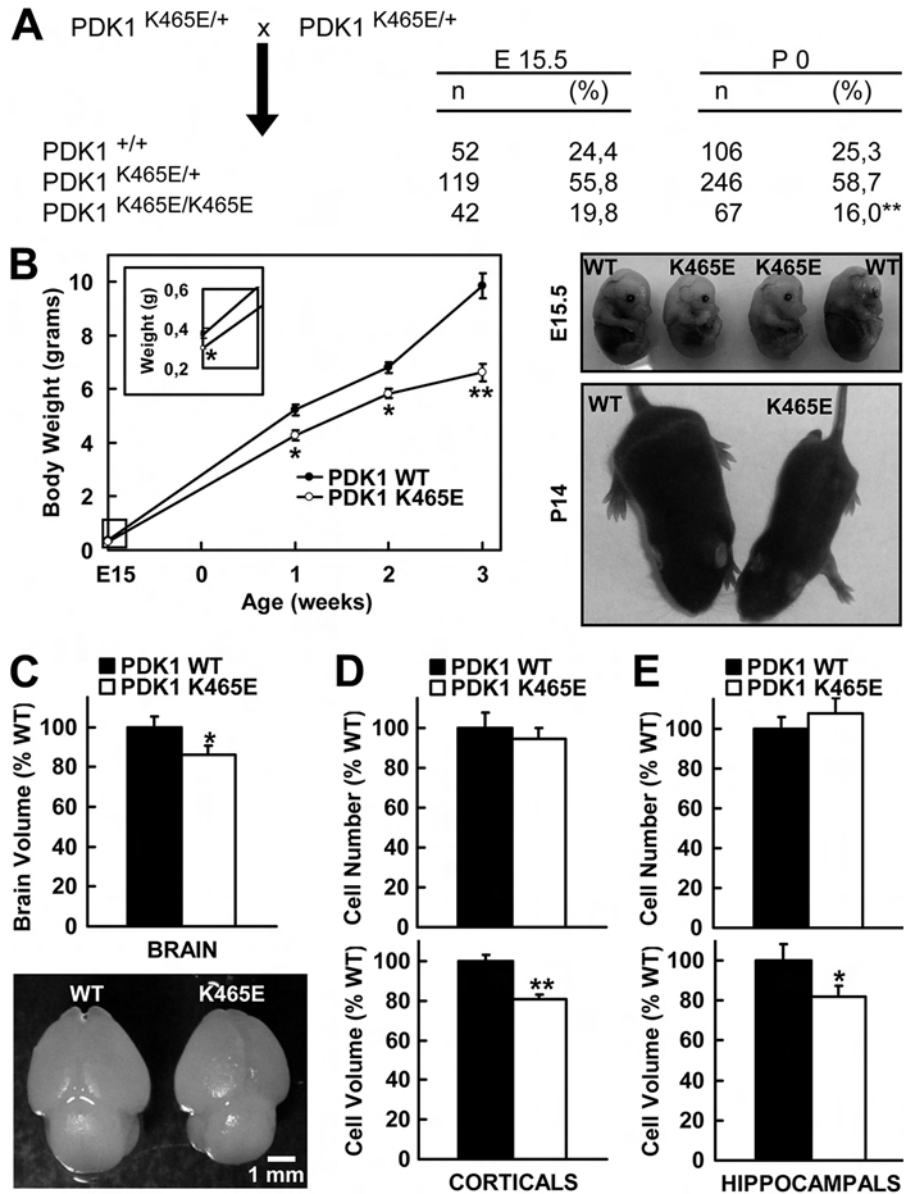 A
PDK1 K465E/+ x PDK1 K465E/+
E 15.5 P 0
n (%) n (%)
PDK1 +/+ 52 24,4 106 25,3
PDK1 K465E/+ 119 55,8 246 58,7
PDK1 K465E/K465E 42 19,8 67 16,0**
B
Body Weight (grams)
10
8
6
4
2
0
Weight (g)
0,6
0,4
0,2
*
* * **
PDK1 WT
PDK1 K465E
E15 0 1 2 3
Age (weeks)
E15.5
WT K465E K465E WT
P14
WT K465E
C
PDK1 WT
PDK1 K465E
Brain Volume (% WT)
100
80
60
40
20
0
*
BRAIN
WT K465E
1 mm
D
PDK1 WT
PDK1 K465E
Cell Number (% WT)
100
80
60
40
20
0
Cell Volume (% WT)
100
80
60
40
20
0
**
CORTICALS
E
PDK1 WT
PDK1 K465E
Cell Number (% WT)
100
80
60
40
20
0
Cell Volume (% WT)
100
80
60
40
20
0
*
HIPPOCAMPALS